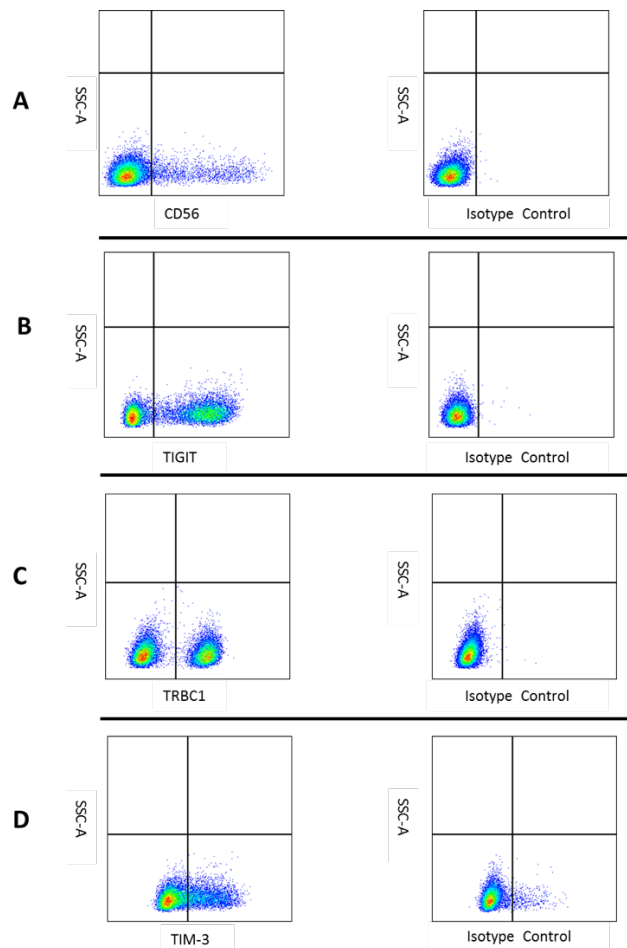 A
SSC-A
CD56
SSC-A
Isotype Control
B
SSC-A
TIGIT
SSC-A
Isotype Control
C
SSC-A
TRBC1
SSC-A
Isotype Control
D
SSC-A
TIM-3
SSC-A
Isotype Control